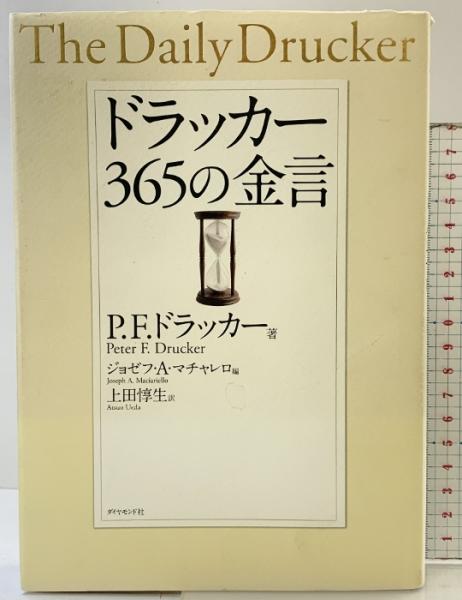 The Daily Drucker
ドラッカー
365の金言
P.F.ドラッカー著
Peter F. Drucker
ジョゼフ・A・マチャレロ編
Joseph A. Maciariello
上田惇生訳
Atsuo Ueda
ダイヤモンド社